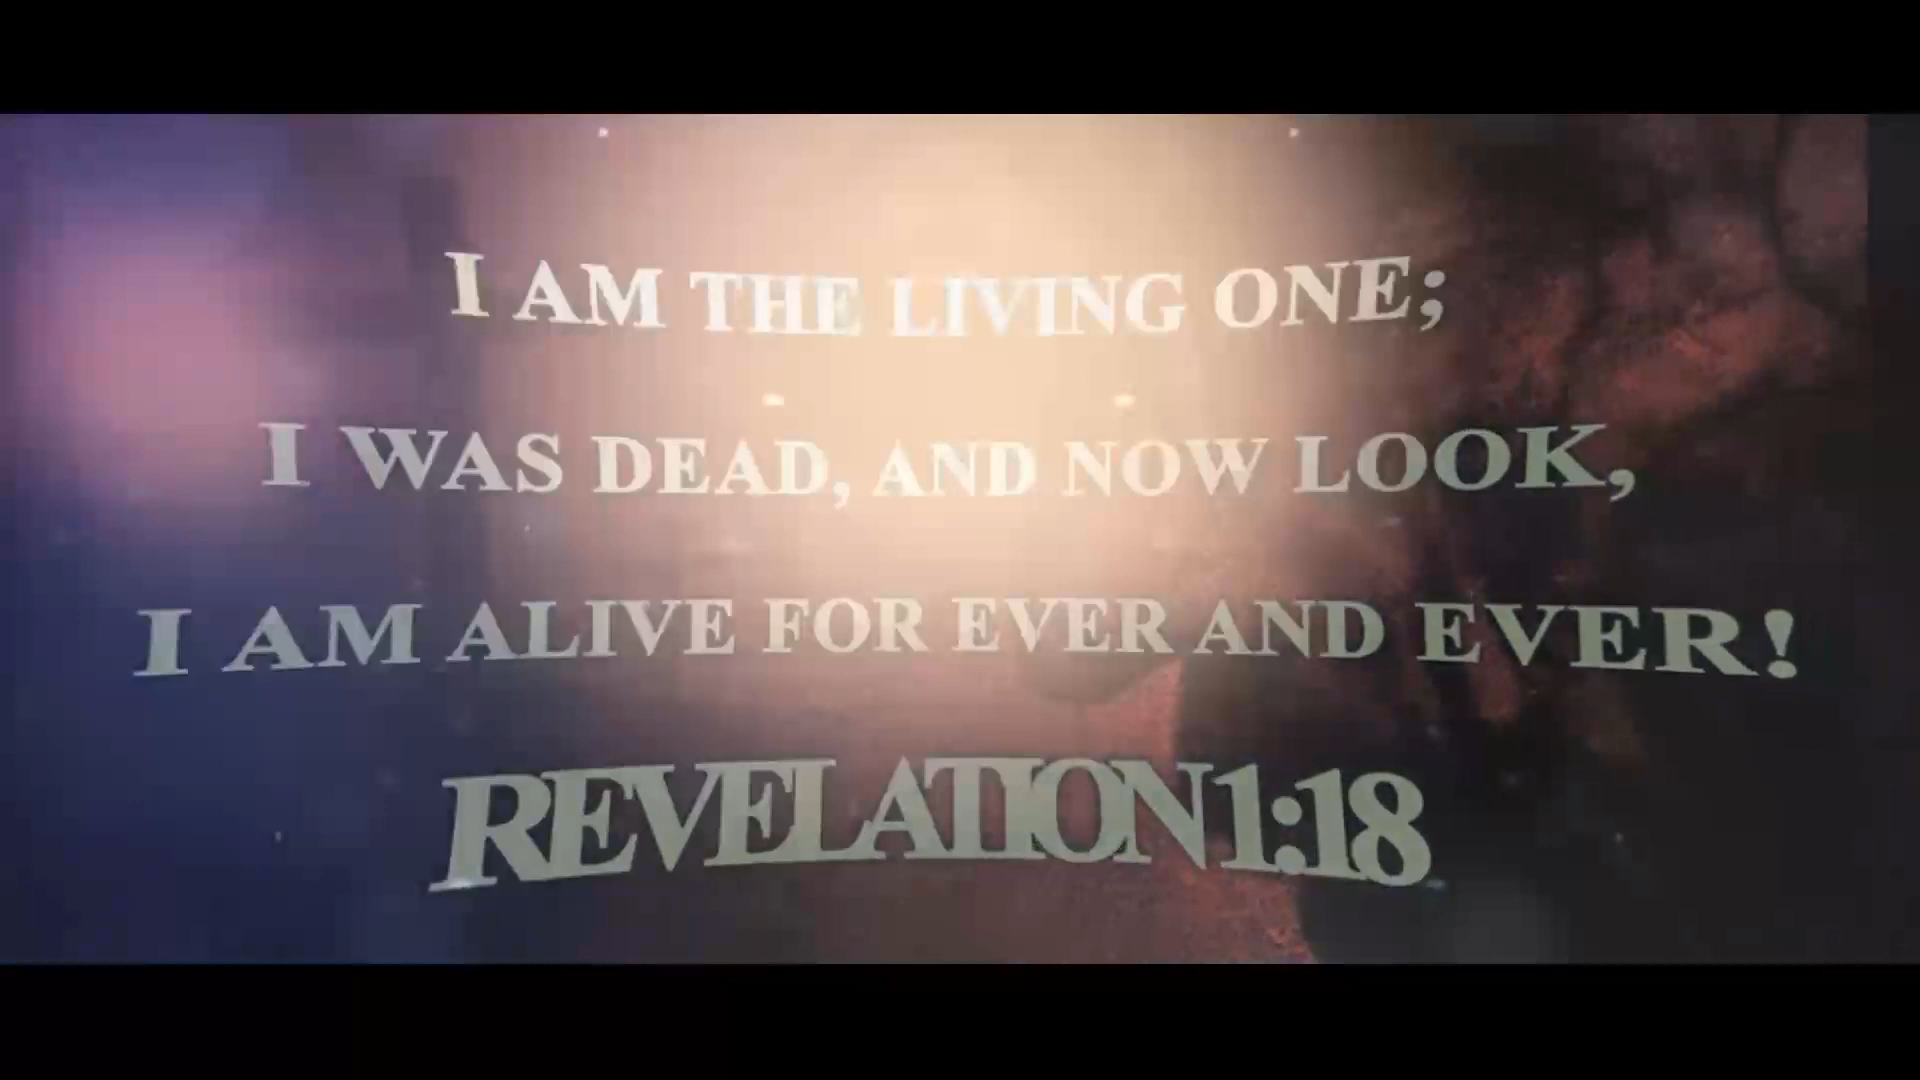 I AM THE LIVING ONE;
I WAS DEAD, AND NOW LOOK,
I AM ALIVE FOR EVER AND EVER!
REVELATION 1:18